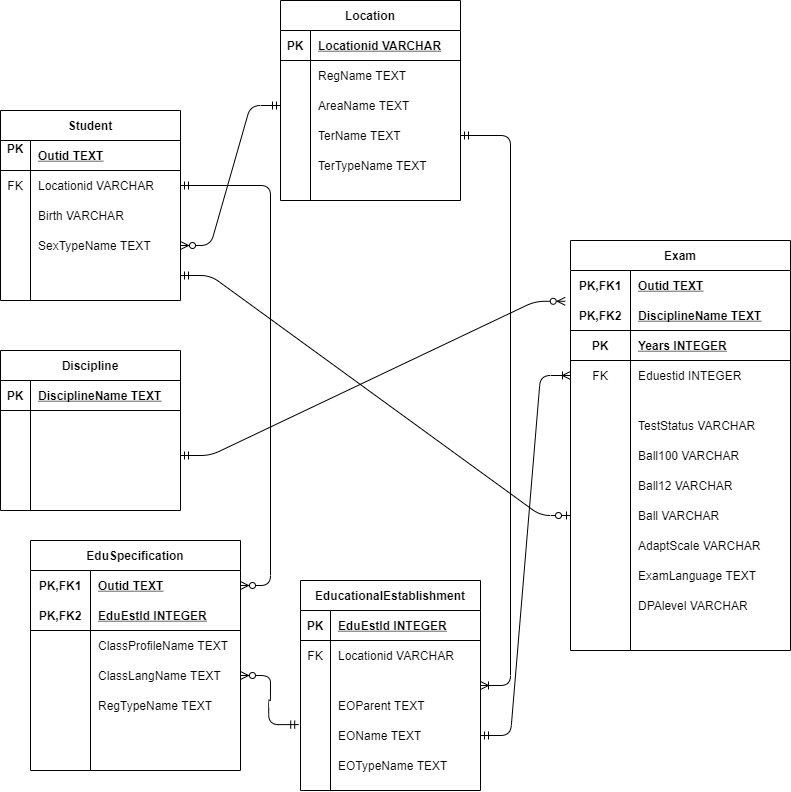 Location
PK Locationid VARCHAR
RegName TEXT
AreaName TEXT
TerName TEXT
TerTypeName TEXT
Student
PK Outid TEXT
FK Locationid VARCHAR
Birth VARCHAR
SexTypeName TEXT
Exam
PK,FK1 Outid TEXT
PK,FK2 DisciplineName TEXT
PK Years INTEGER
FK Eduestid INTEGER
TestStatus VARCHAR
Ball100 VARCHAR
Ball12 VARCHAR
Ball VARCHAR
AdaptScale VARCHAR
ExamLanguage TEXT
DPAlevel VARCHAR
Discipline
PK DisciplineName TEXT
EduSpecification
PK,FK1 Outid TEXT
PK,FK2 EduEstId INTEGER
ClassProfileName TEXT
ClassLangName TEXT
RegTypeName TEXT
EducationalEstablishment
PK EduEstId INTEGER
FK Locationid VARCHAR
EOParent TEXT
EOName TEXT
EOTypeName TEXT